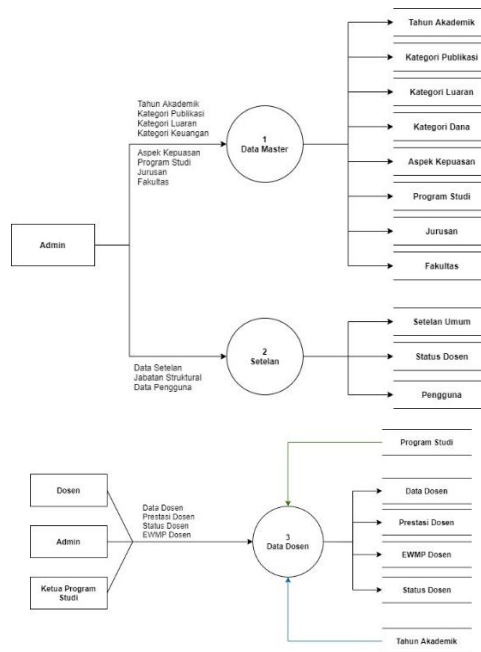 Tahun Akademik
Kategori Publikasi
Kategori Luaran
Kategori Dana
Aspek Kepuasan
Program Studi
Jurusan
Fakultas
Tahun Akademik
Kategori Publikasi
Kategori Luaran
Kategori Keuangan
Aspek Kepuasan
Program Studi
Jurusan
Fakultas
1
Data Master
Admin
Data Setelan
Jabatan Struktural
Data Pengguna
2
Setelan
Setelan Umum
Status Dosen
Pengguna
Program Studi
Dosen
Admin
Ketua Program
Studi
Data Dosen
Prestasi Dosen
Status Dosen
EWMP Dosen
3
Data Dosen
Data Dosen
Prestasi Dosen
EWMP Dosen
Status Dosen
Tahun Akademik